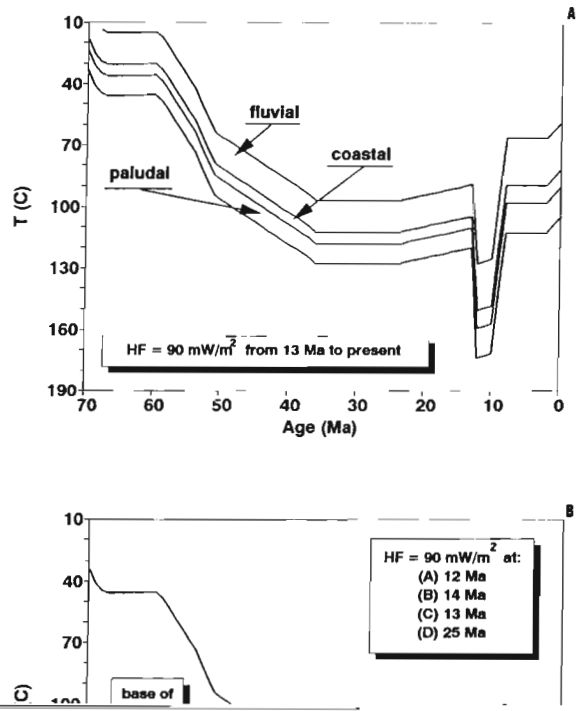 A
10
40
70
100
130
160
190
T (C)
fluvial
coastal
paludal
HF = 90 mW/m² from 13 Ma to present
70 60 50 40 30 20 10 0
Age (Ma)
B
10
40
70
100
C)
HF = 90 mW/m² at:
(A) 12 Ma
(B) 14 Ma
(C) 13 Ma
(D) 25 Ma
base of